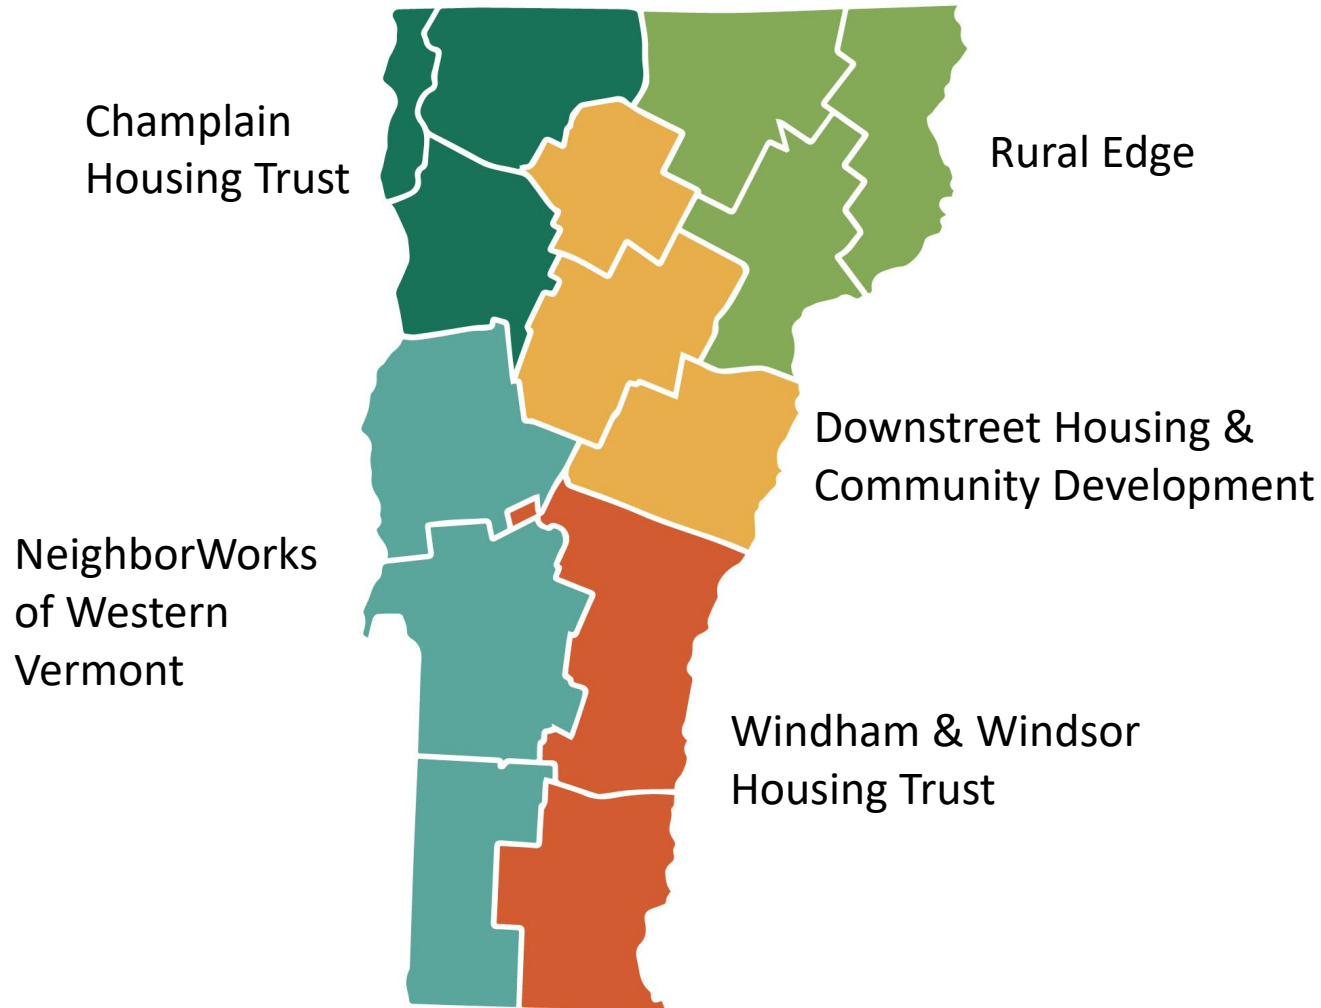 Champlain
Housing Trust
Rural Edge
Downstreet Housing &
Community Development
NeighborWorks
of Western
Vermont
Windham & Windsor
Housing Trust